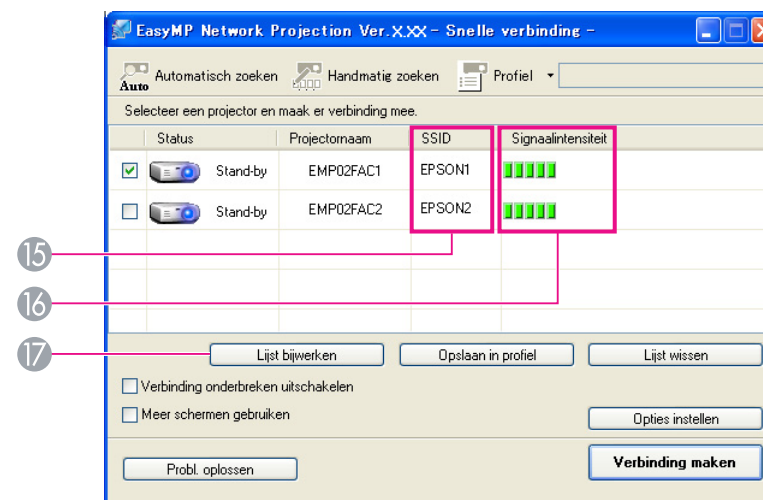 EasyMP Network Projection Ver.X.XX - Snelle verbinding -
Auto Automatisch zoeken Handmatig zoeken Profiel
Selecteer een projector en maak er verbinding mee.
Status Projectornaam SSID Signaalintensiteit
Stand-by EMP02FAC1 EPSON1
Stand-by EMP02FAC2 EPSON2
15
16
17
Lijst bijwerken Opslaan in profiel Lijst wissen
Verbinding onderbreken uitschakelen
Meer schermen gebruiken
Opties instellen
Probl. oplossen Verbinding maken